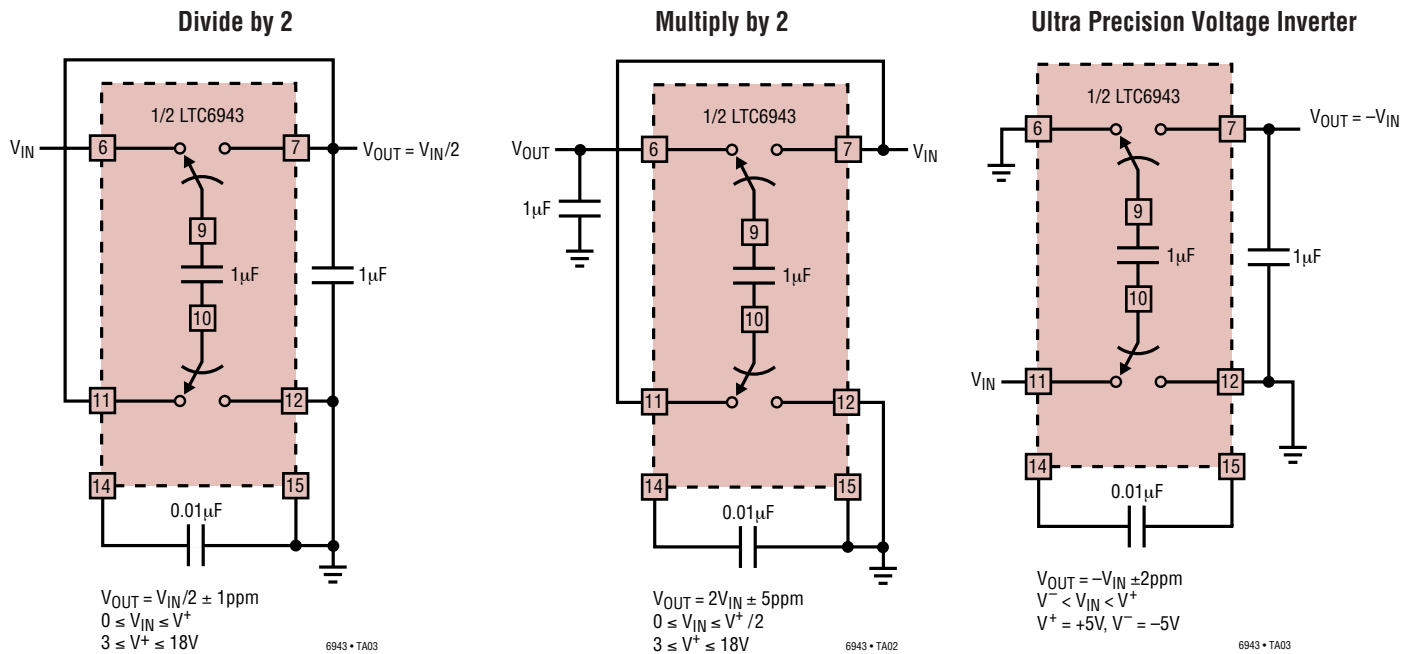 Divide by 2
1/2 LTC6943
VIN
6
7
VOUT = VIN/2
9
1µF
1µF
10
11
12
14
15
0.01µF
VOUT = VIN/2 ± 1ppm
0 ≤ VIN ≤ V+
3 ≤ V+ ≤ 18V
6943 • TA03
Multiply by 2
1/2 LTC6943
VOUT
6
7
VIN
1µF
9
1µF
10
11
12
14
15
0.01µF
VOUT = 2VIN ± 5ppm
0 ≤ VIN ≤ V+/2
3 ≤ V+ ≤ 18V
6943 • TA02
Ultra Precision Voltage Inverter
1/2 LTC6943
6
7
VOUT = –VIN
9
1µF
1µF
10
VIN
11
12
14
15
0.01µF
VOUT = –VIN ±2ppm
V– < VIN < V+
V+ = +5V, V– = –5V
6943 • TA03